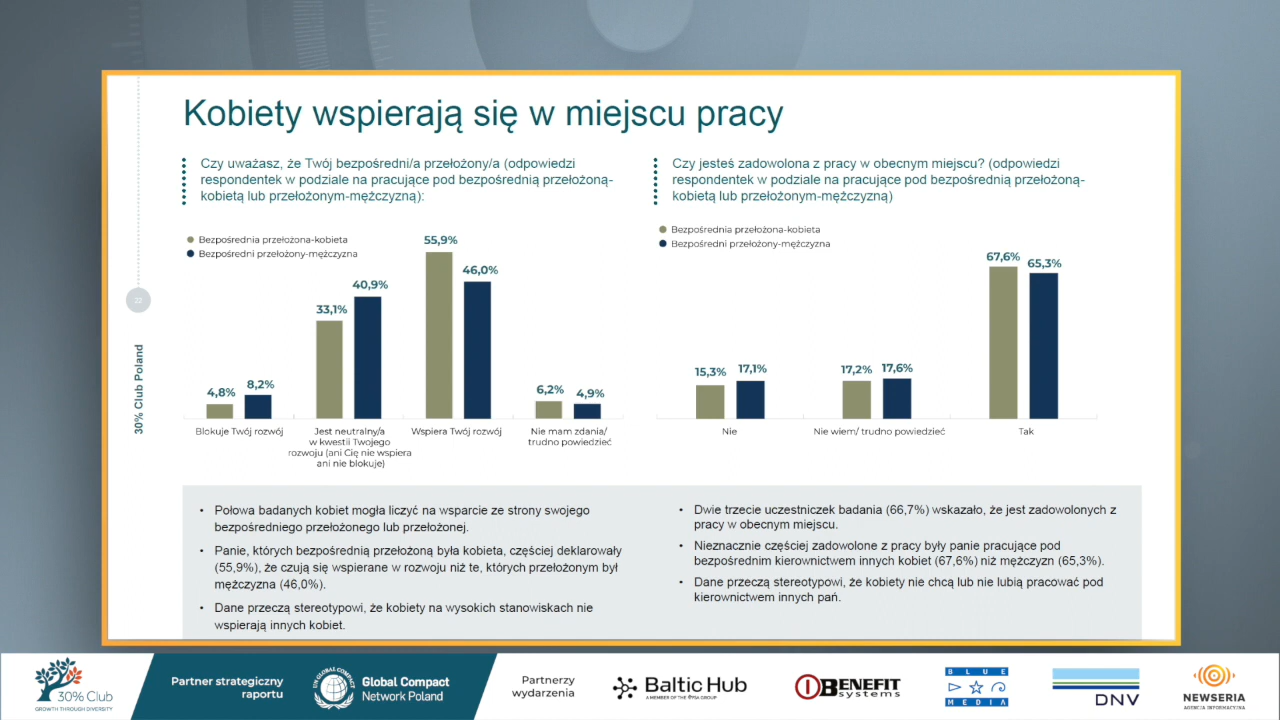 Kobiety wspierają się w miejscu pracy
Czy uważasz, że Twój bezpośredni/a przełożony/a (odpowiedzi
respondentek w podziale na pracujące pod bezpośrednią przełożoną-
kobietą lub przełożonym-mężczyzną):
Bezpośrednia przełożona-kobieta
Bezpośredni przełożony-mężczyzna
4,8%
8,2%
33,1%
40,9%
55,9%
46,0%
6,2%
4,9%
Blokuje Twój rozwój
Jest neutralny/a
w kwestii Twojego
rozwoju (ani Cię nie wspiera
ani nie blokuje)
Wspiera Twój rozwój
Nie mam zdania/
trudno powiedzieć
Czy jesteś zadowolona z pracy w obecnym miejscu? (odpowiedzi
respondentek w podziale na pracujące pod bezpośrednią przełożoną-
kobietą lub przełożonym-mężczyzną)
Bezpośrednia przełożona-kobieta
Bezpośredni przełożony-mężczyzna
15,3%
17,1%
17,2%
17,6%
67,6%
65,3%
Nie
Nie wiem/ trudno powiedzieć
Tak
22
30% Club Poland
• Połowa badanych kobiet mogła liczyć na wsparcie ze strony swojego
bezpośredniego przełożonego lub przełożonej.
• Panie, których bezpośrednią przełożoną była kobieta, częściej deklarowały
(55,9%), że czują się wspierane w rozwoju niż te, których przełożonym był
mężczyzna (46,0%).
• Dane przeczą stereotypowi, że kobiety na wysokich stanowiskach nie
wspierają innych kobiet.
• Dwie trzecie uczestniczek badania (66,7%) wskazało, że jest zadowolonych z
pracy w obecnym miejscu.
• Nieznacznie częściej zadowolone z pracy były panie pracujące pod
bezpośrednim kierownictwem innych kobiet (67,6%) niż mężczyzn (65,3%).
• Dane przeczą stereotypowi, że kobiety nie chcą lub nie lubią pracować pod
kierownictwem innych pań.
30% Club
GROWTH THROUGH DIVERSITY
Partner strategiczny
raportu
UN GLOBAL COMPACT
Global Compact
Network Poland
Partnerzy
wydarzenia
Baltic Hub
A MEMBER OF THE PSA GROUP
BENEFIT
systems
BLUE
MEDIA
DNV
NEWSERIA
AGENCJA INFORMACYJNA